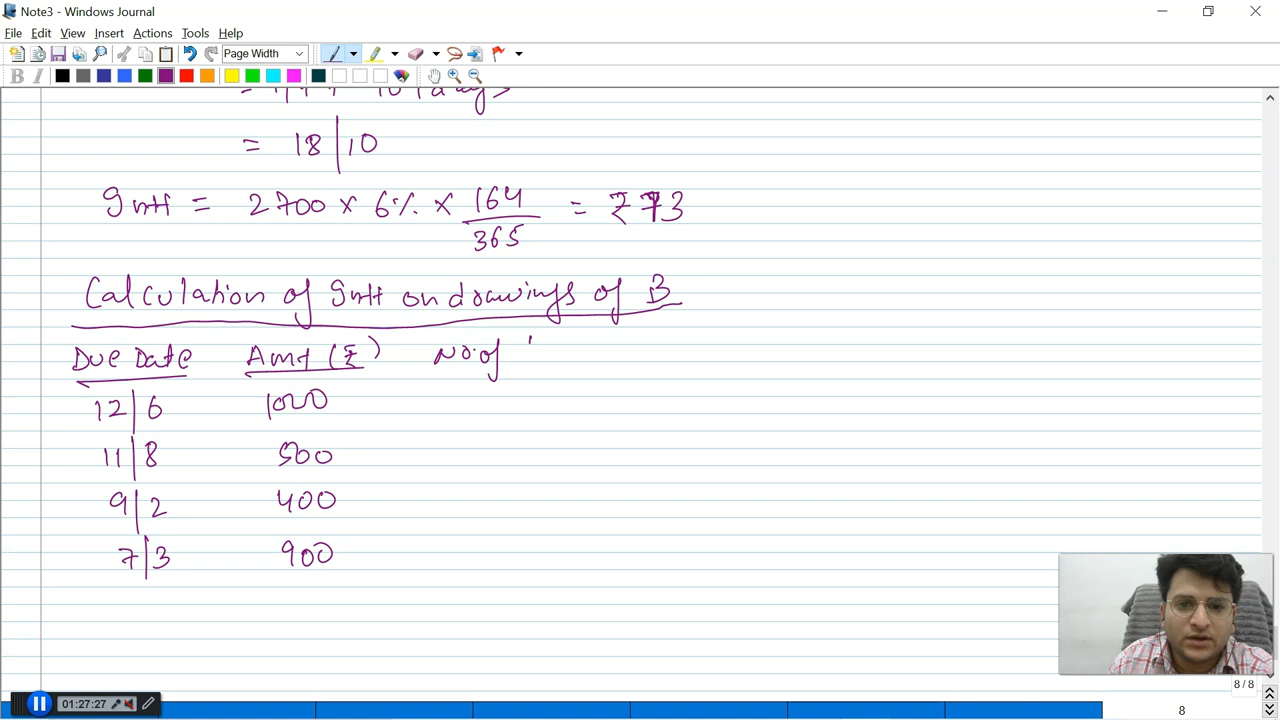 Note3 - Windows Journal
File Edit View Insert Actions Tools Help
Page Width
B I
= 18|10
Intt = 2700 x 6% x 164/365 = ₹73
Calculation of Intt on drawings of B
Due Date Amt (₹) No. of
12|6 1000
11|8 500
9|2 400
7|3 900
8 / 8
01:27:27
8